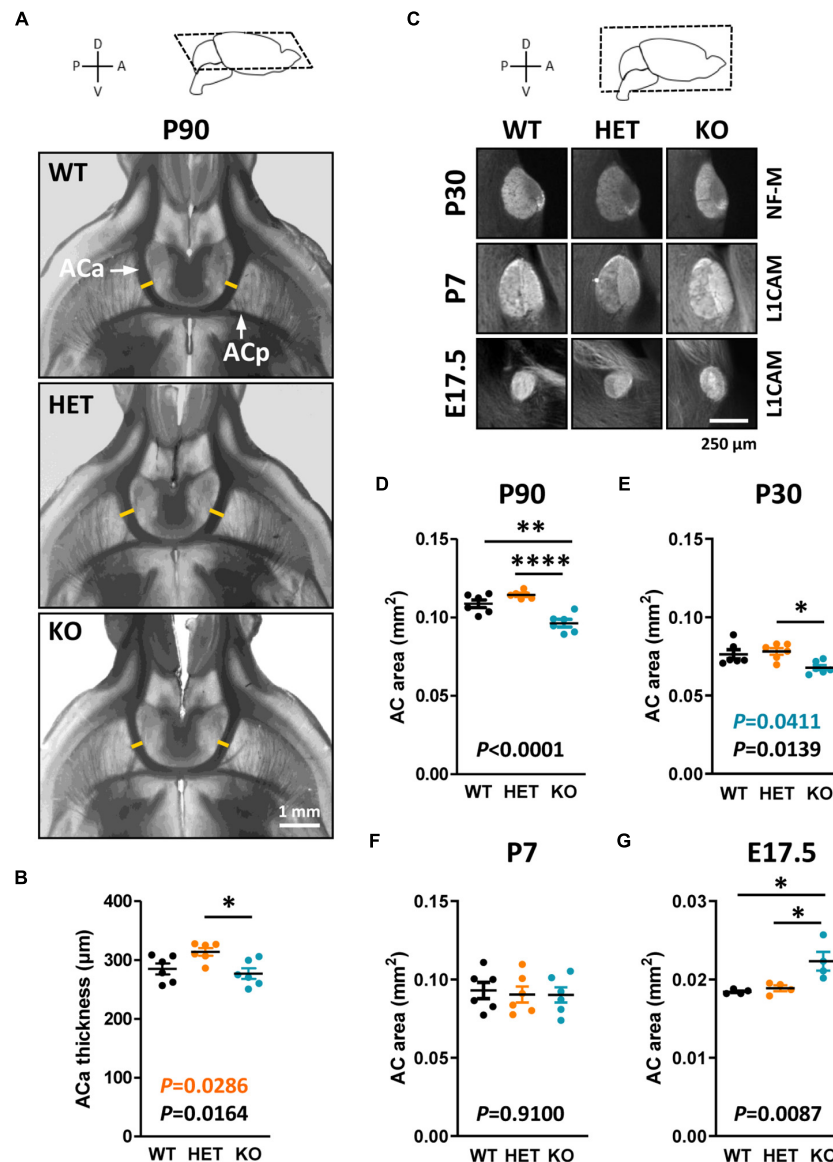 A
D
P A
V
P90
WT
ACa
ACp
HET
KO
1 mm
B
ACa thickness (µm)
400
300
200
100
0
*
P=0.0286
P=0.0164
WT HET KO
C
D
P A
V
WT HET KO
P30 NF-M
P7 L1CAM
E17.5 L1CAM
250 µm
D
P90
AC area (mm²)
0.15
0.10
0.05
0.00
**
****
P<0.0001
WT HET KO
E
P30
AC area (mm²)
0.15
0.10
0.05
0.00
*
P=0.0411
P=0.0139
WT HET KO
F
P7
AC area (mm²)
0.15
0.10
0.05
0.00
P=0.9100
WT HET KO
G
E17.5
AC area (mm²)
0.03
0.02
0.01
0.00
*
*
P=0.0087
WT HET KO